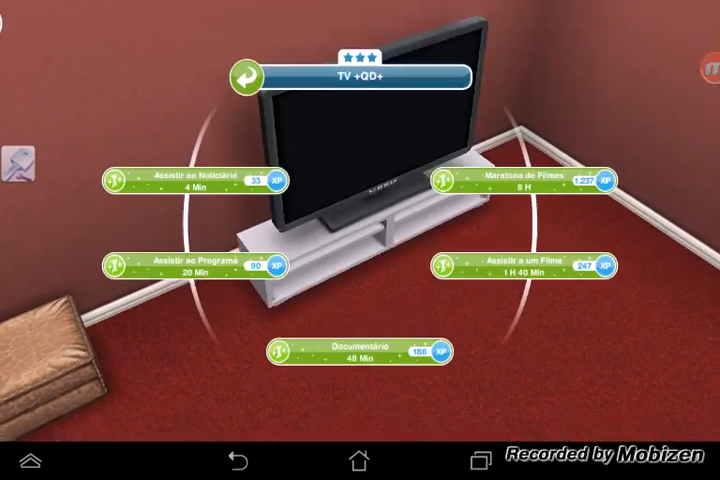 TV +QD+
Assistir ao Noticiário
4 Min
33 XP
Maratona de Filmes
8 H
1.237 XP
Assistir ao Programa
20 Min
90 XP
Assistir a um Filme
1 H 40 Min
247 XP
Documentário
48 Min
186 XP
Recorded by Mobizen